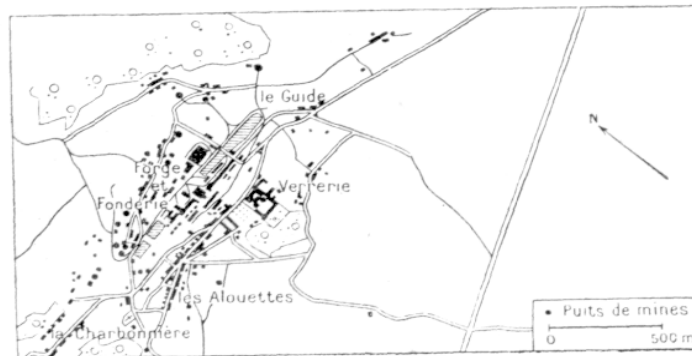 le Guide
N
Forge
et
Fonderie
Verrerie
les Alouettes
la Charbonnière
Puits de mines
0 500 m